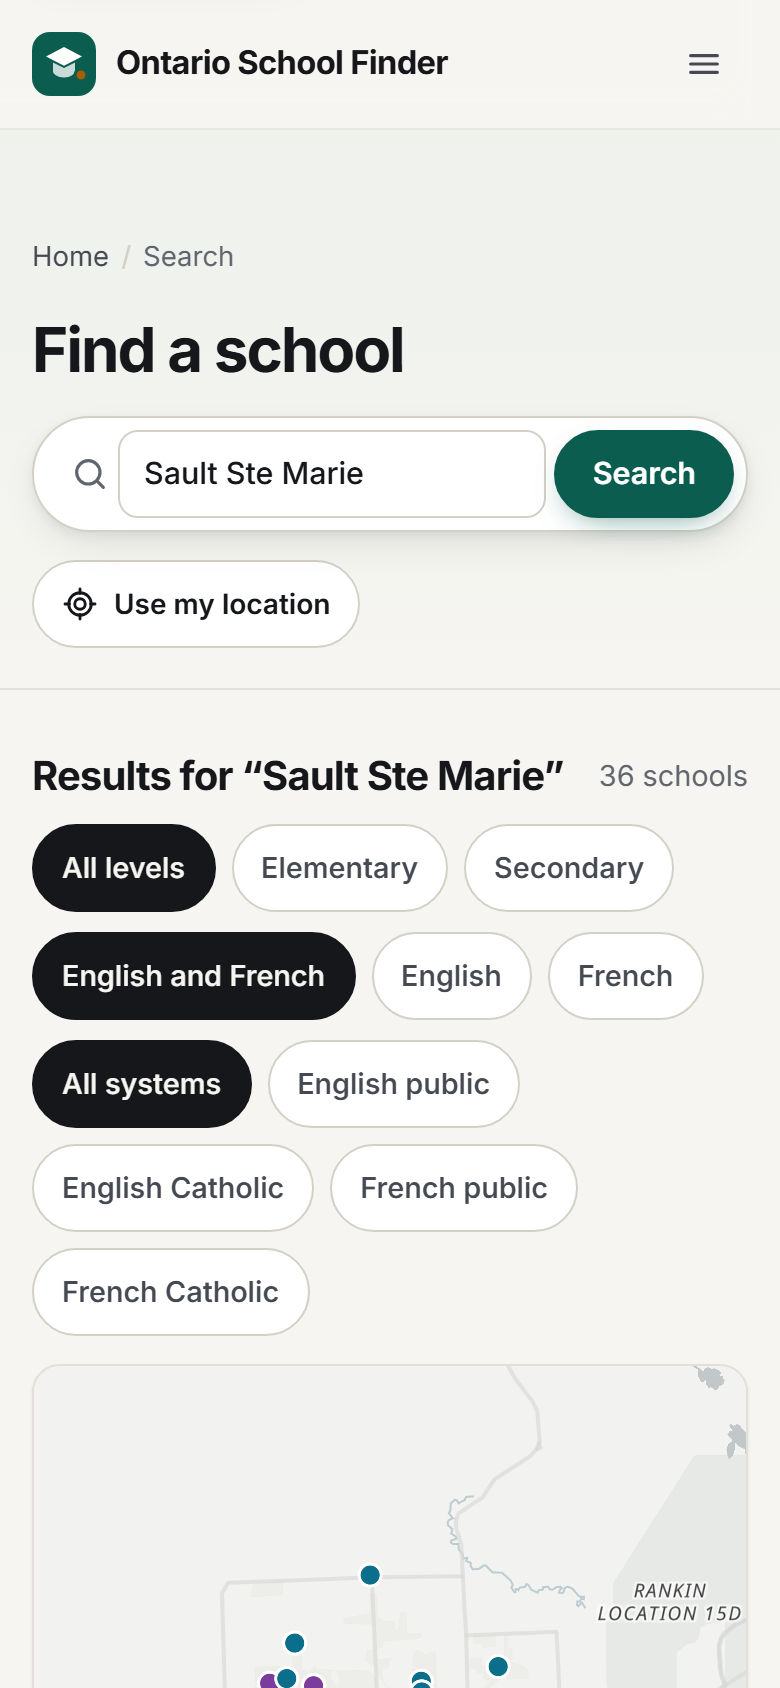 Ontario School Finder
Home / Search
Find a school
Sault Ste Marie
Search
Use my location
Results for “Sault Ste Marie”
36 schools
All levels
Elementary
Secondary
English and French
English
French
All systems
English public
English Catholic
French public
French Catholic
RANKIN
LOCATION 15D